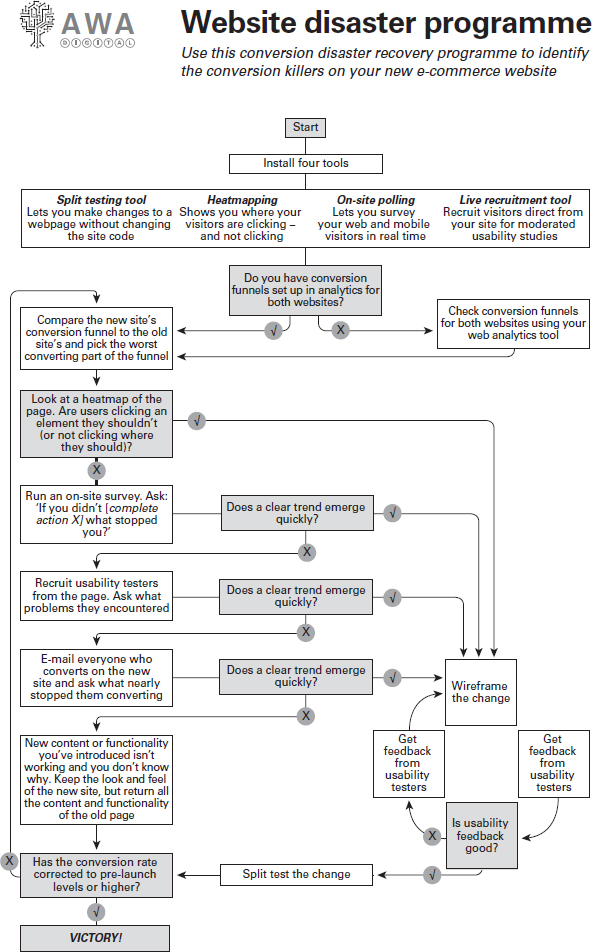 AWA
DIGITAL
Website disaster programme
Use this conversion disaster recovery programme to identify
the conversion killers on your new e-commerce website
Start
Install four tools
Split testing tool
Lets you make changes to a
webpage without changing
the site code
Heatmapping
Shows you where your
visitors are clicking –
and not clicking
On-site polling
Lets you survey
your web and mobile
visitors in real time
Live recruitment tool
Recruit visitors direct from
your site for moderated
usability studies
Do you have conversion
funnels set up in analytics for
both websites?
√
X
Compare the new site's
conversion funnel to the old
site's and pick the worst
converting part of the funnel
Check conversion funnels
for both websites using your
web analytics tool
Look at a heatmap of the
page. Are users clicking an
element they shouldn't
(or not clicking where
they should)?
√
X
Run an on-site survey. Ask:
'If you didn't [complete
action X] what stopped
you?'
Does a clear trend emerge
quickly?
√
X
Recruit usability testers
from the page. Ask what
problems they encountered
Does a clear trend emerge
quickly?
√
X
E-mail everyone who
converts on the new
site and ask what nearly
stopped them converting
Does a clear trend emerge
quickly?
√
X
Wireframe
the change
New content or functionality
you've introduced isn't
working and you don't know
why. Keep the look and feel
of the new site, but return all
the content and functionality
of the old page
Get
feedback
from
usability
testers
Get
feedback
from
usability
testers
Is usability
feedback
good?
X
√
Split test the change
Has the conversion rate
corrected to pre-launch
levels or higher?
X
√
VICTORY!